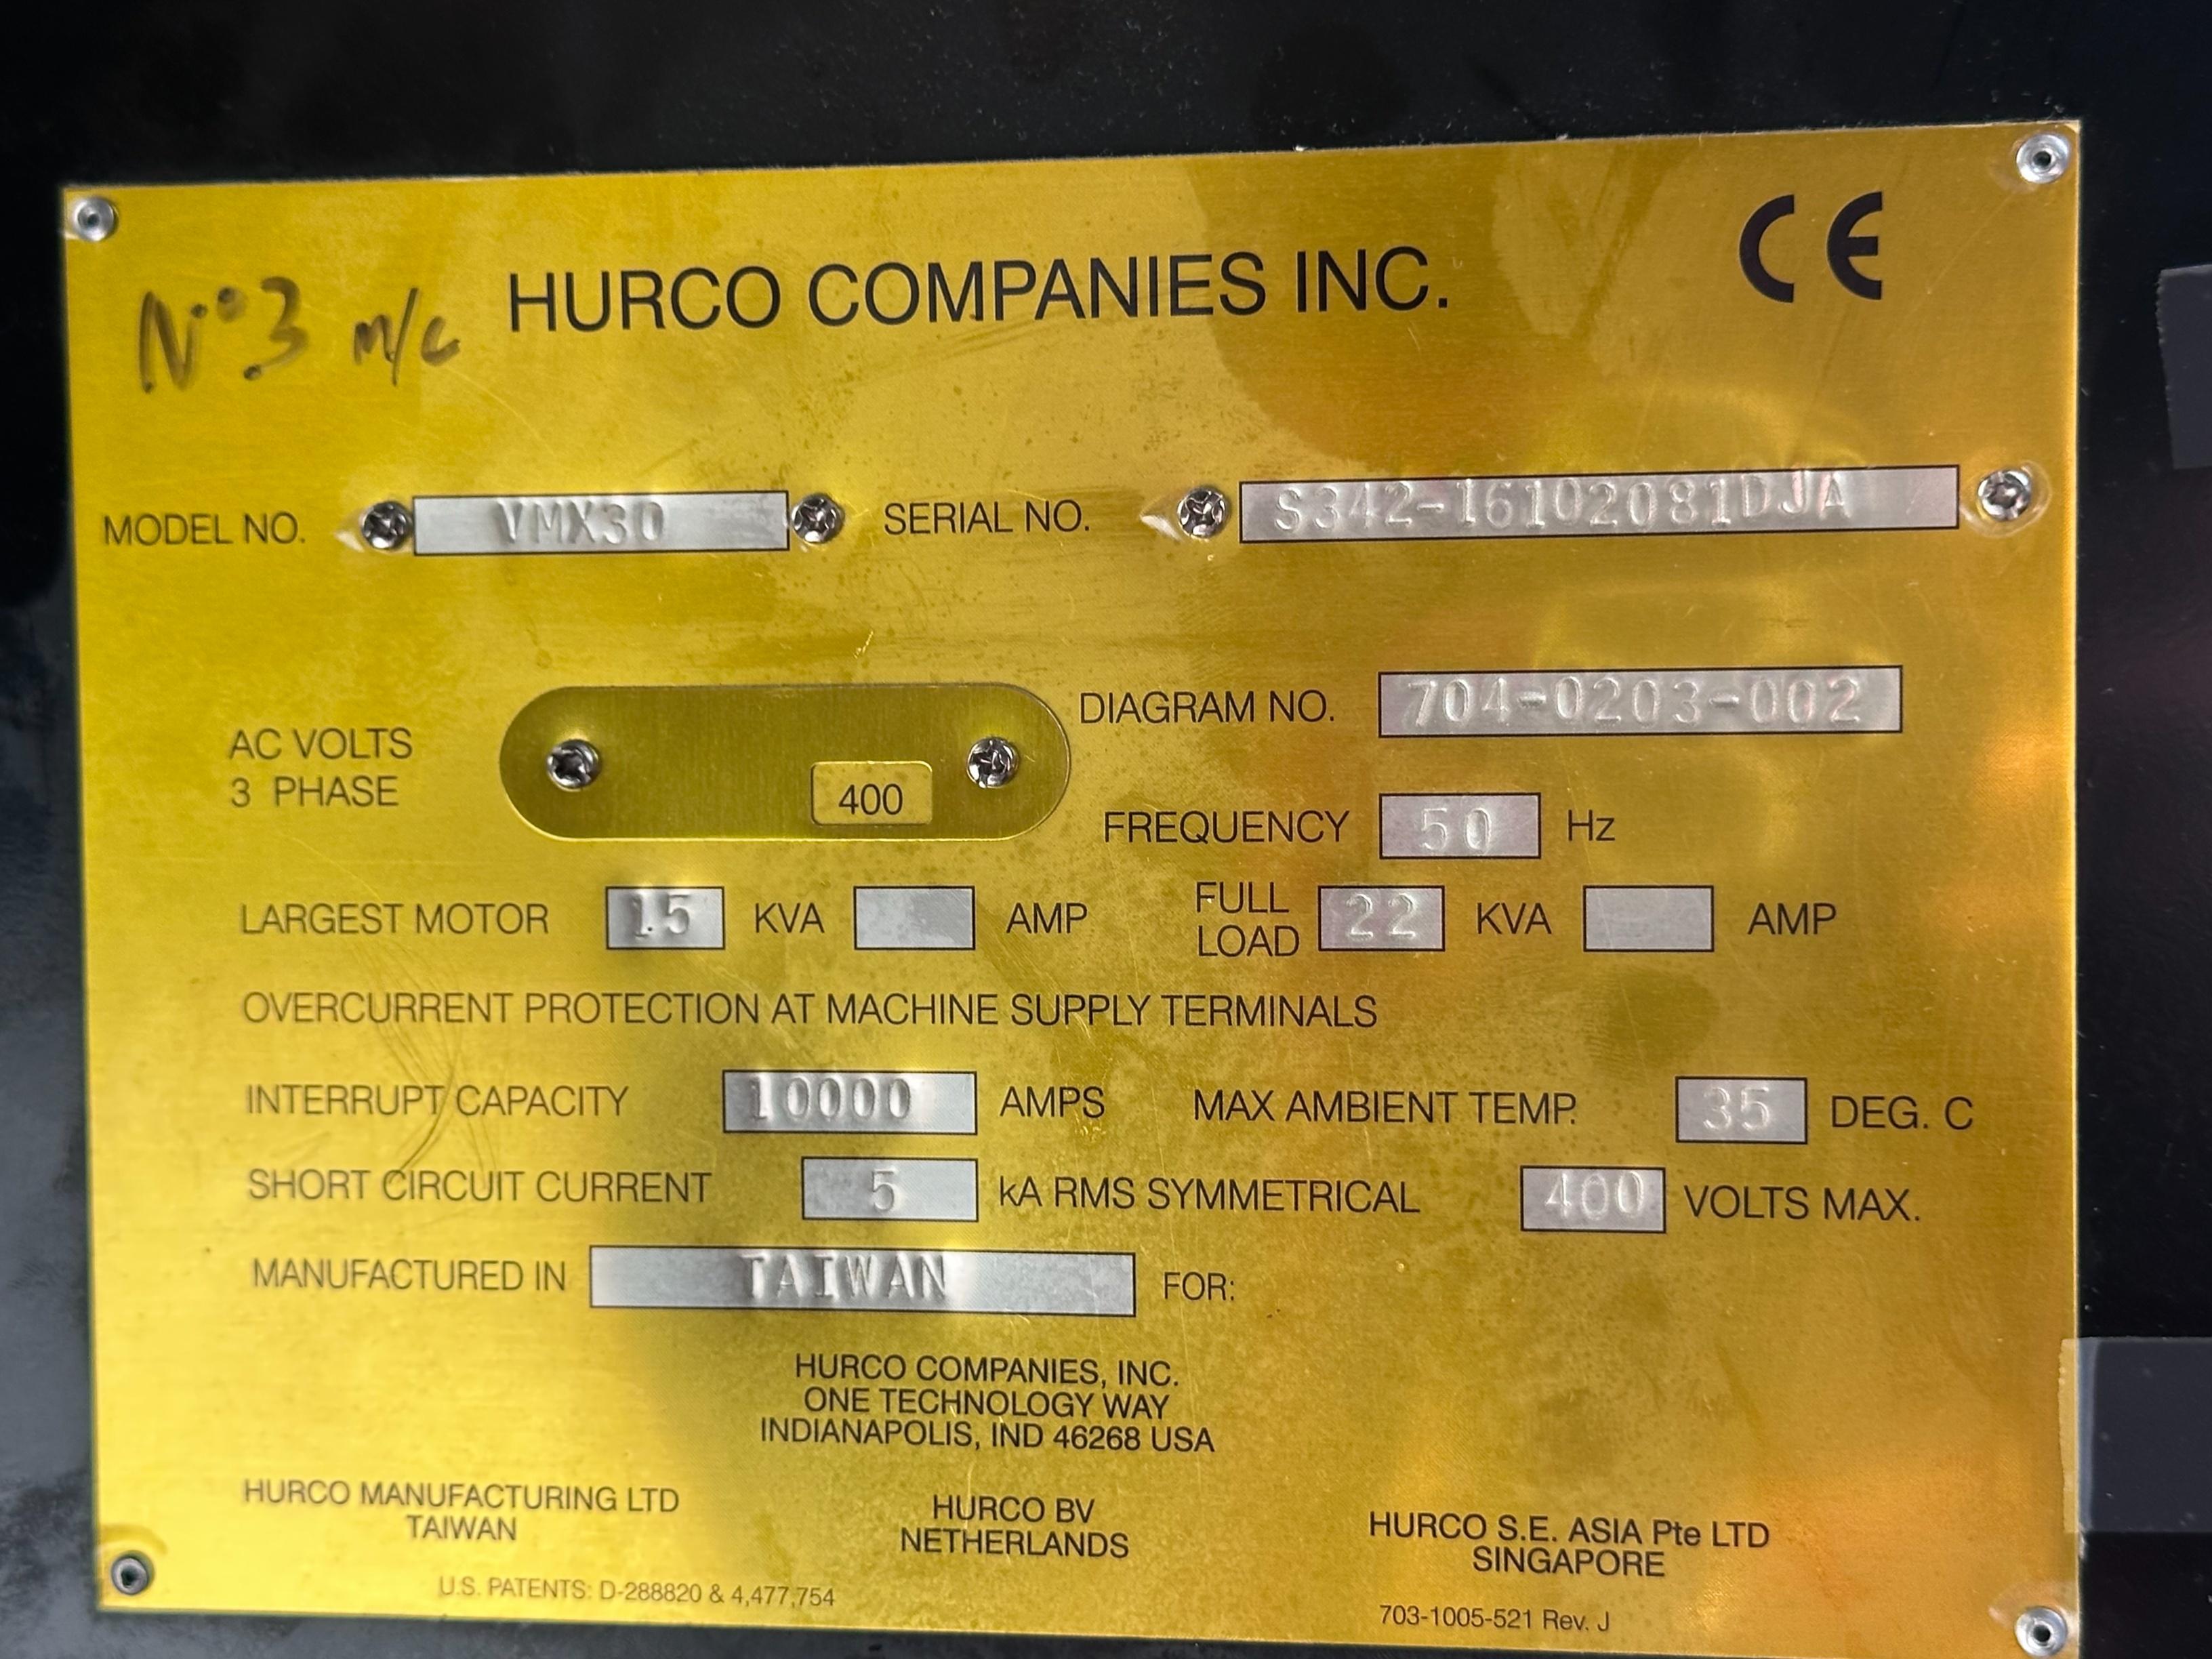 HURCO COMPANIES INC.
CE
N°3 m/c
MODEL NO. VMX30 SERIAL NO. S342-16102081DJA
AC VOLTS
3 PHASE
400
DIAGRAM NO. 704-0203-002
FREQUENCY 50 Hz
LARGEST MOTOR 15 KVA AMP FULL LOAD 22 KVA AMP
OVERCURRENT PROTECTION AT MACHINE SUPPLY TERMINALS
INTERRUPT CAPACITY 10000 AMPS MAX AMBIENT TEMP. 35 DEG. C
SHORT CIRCUIT CURRENT 5 kA RMS SYMMETRICAL 400 VOLTS MAX.
MANUFACTURED IN TAIWAN FOR:
HURCO COMPANIES, INC.
ONE TECHNOLOGY WAY
INDIANAPOLIS, IND 46268 USA
HURCO MANUFACTURING LTD
TAIWAN
HURCO BV
NETHERLANDS
HURCO S.E. ASIA Pte LTD
SINGAPORE
U.S. PATENTS: D-288820 & 4,477,754
703-1005-521 Rev. J